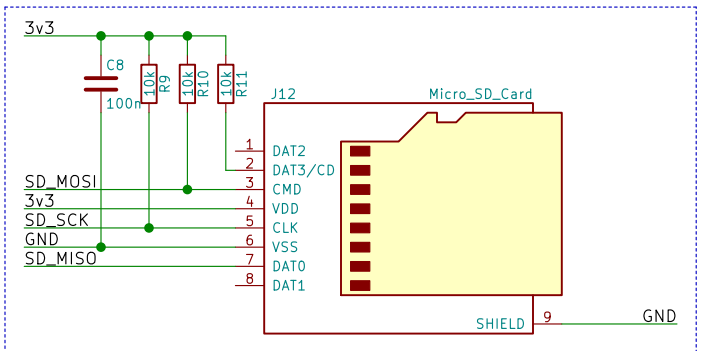 3v3
C8
100n
10k
R9
10k
R10
10k
R11
J12
Micro_SD_Card
1 DAT2
2 DAT3/CD
SD_MOSI 3 CMD
3v3 4 VDD
SD_SCK 5 CLK
GND 6 VSS
SD_MISO 7 DAT0
8 DAT1
SHIELD 9 GND